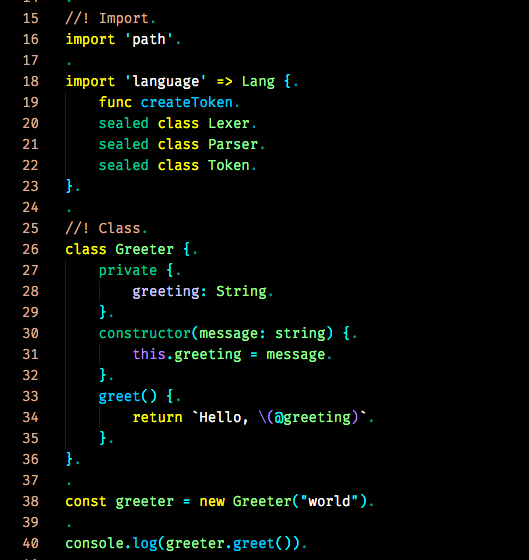 15 //! Import.
16 import 'path'.
17 .
18 import 'language' => Lang {.
19 func createToken.
20 sealed class Lexer.
21 sealed class Parser.
22 sealed class Token.
23 }.
24 .
25 //! Class.
26 class Greeter {.
27 private {.
28 greeting: String.
29 }.
30 constructor(message: string) {.
31 this.greeting = message.
32 }.
33 greet() {.
34 return `Hello, \(@greeting)`.
35 }.
36 }.
37 .
38 const greeter = new Greeter("world").
39 .
40 console.log(greeter.greet()).